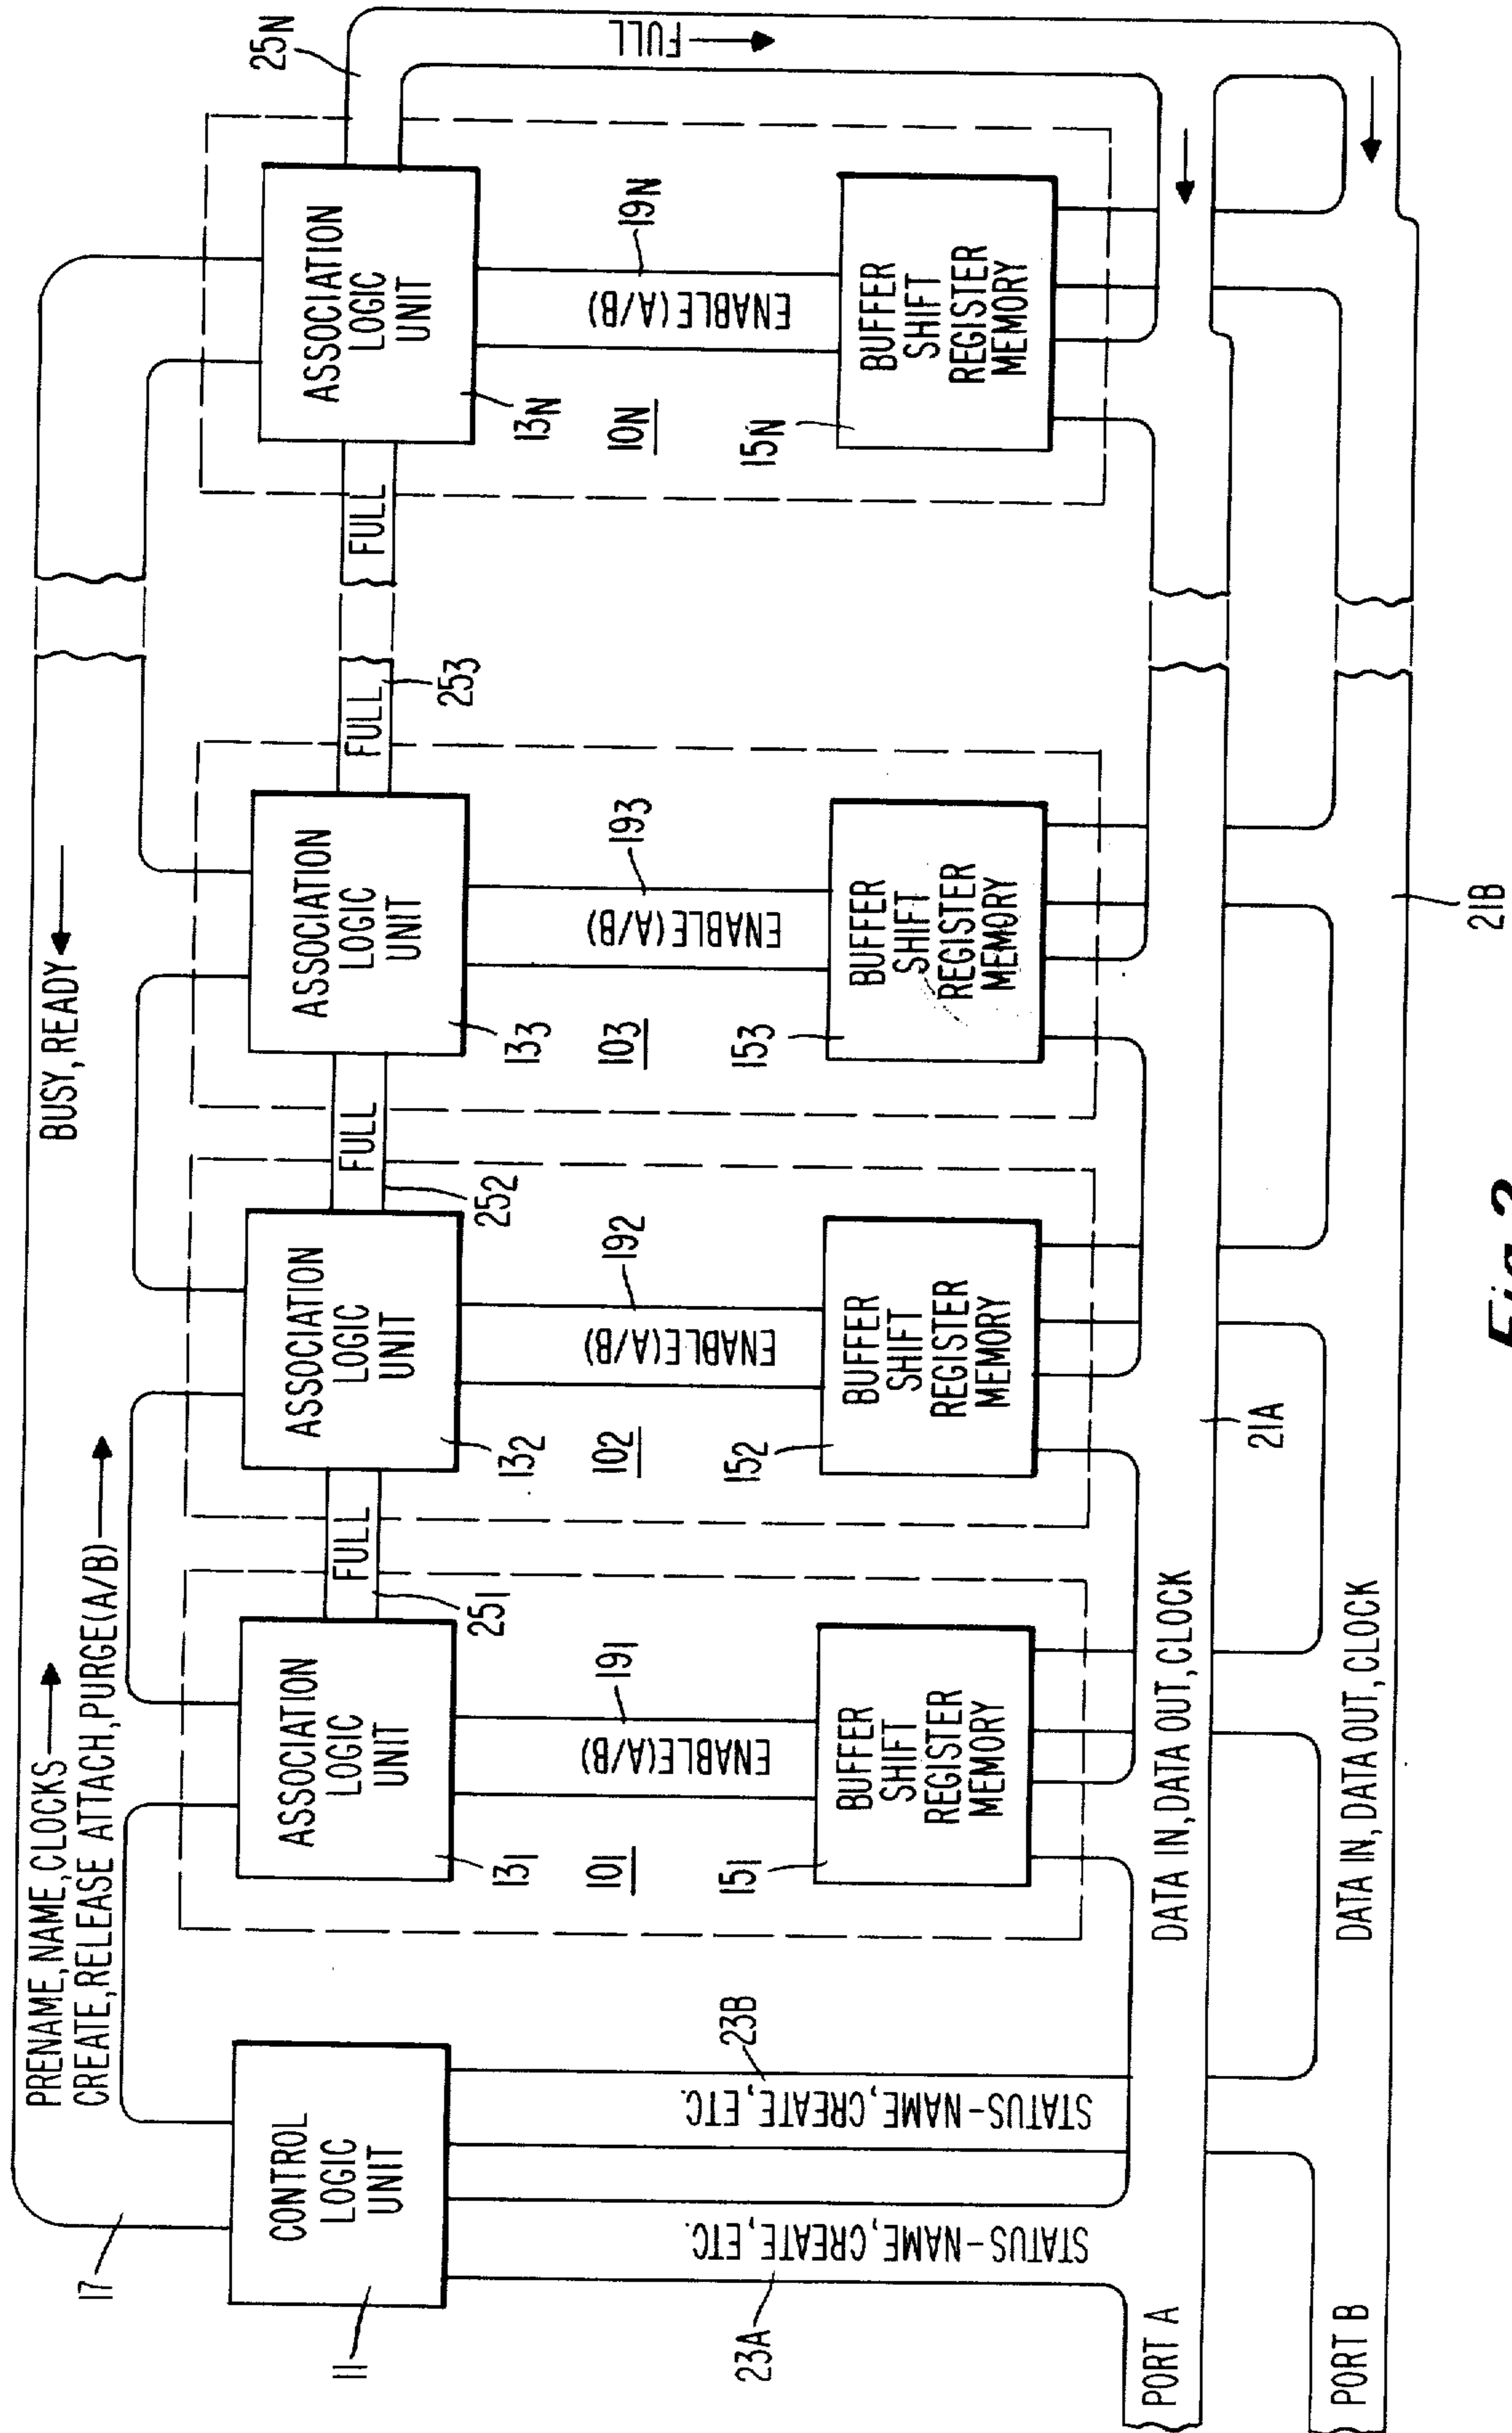 PRENAME, NAME, CLOCKS
CREATE, RELEASE ATTACH, PURGE(A/B)
BUSY, READY
17
CONTROL
LOGIC
UNIT
11
ASSOCIATION
LOGIC
UNIT
13₁
FULL
25₁
ASSOCIATION
LOGIC
UNIT
13₂
FULL
25₂
ASSOCIATION
LOGIC
UNIT
13₃
FULL
25₃
FULL
ASSOCIATION
LOGIC
UNIT
13N
25N
FULL
23A
STATUS-NAME, CREATE, ETC.
STATUS-NAME, CREATE, ETC.
23B
10₁
ENABLE(A/B)
19₁
10₂
ENABLE(A/B)
19₂
10₃
ENABLE(A/B)
19₃
10N
ENABLE(A/B)
19N
15₁
BUFFER
SHIFT
REGISTER
MEMORY
15₂
BUFFER
SHIFT
REGISTER
MEMORY
15₃
BUFFER
SHIFT
REGISTER
MEMORY
15N
BUFFER
SHIFT
REGISTER
MEMORY
PORT A
DATA IN, DATA OUT, CLOCK
21A
PORT B
DATA IN, DATA OUT, CLOCK
21B